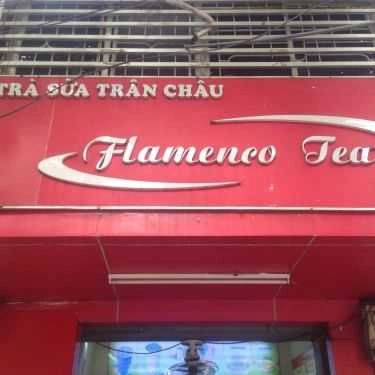 TRÀ SỮA TRÂN CHÂU
Flamenco Tea